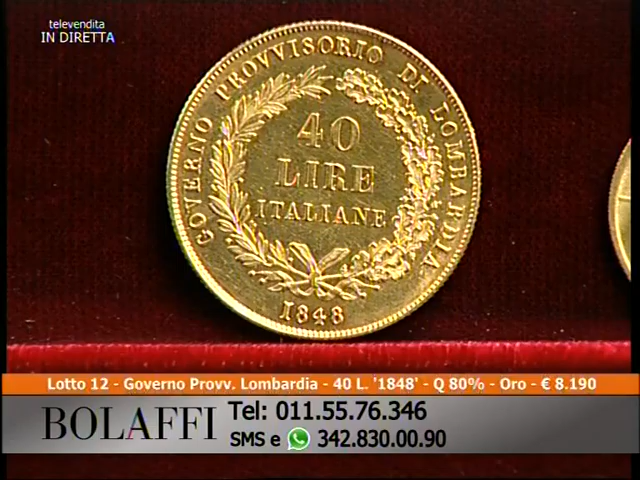 televendita
IN DIRETTA
GOVERNO PROVVISORIO DI LOMBARDIA
40
LIRE
ITALIANE
1848
Lotto 12 - Governo Provv. Lombardia - 40 L. '1848' - Q 80% - Oro - € 8.190
BOLAFFI
Tel: 011.55.76.346
SMS e 342.830.00.90